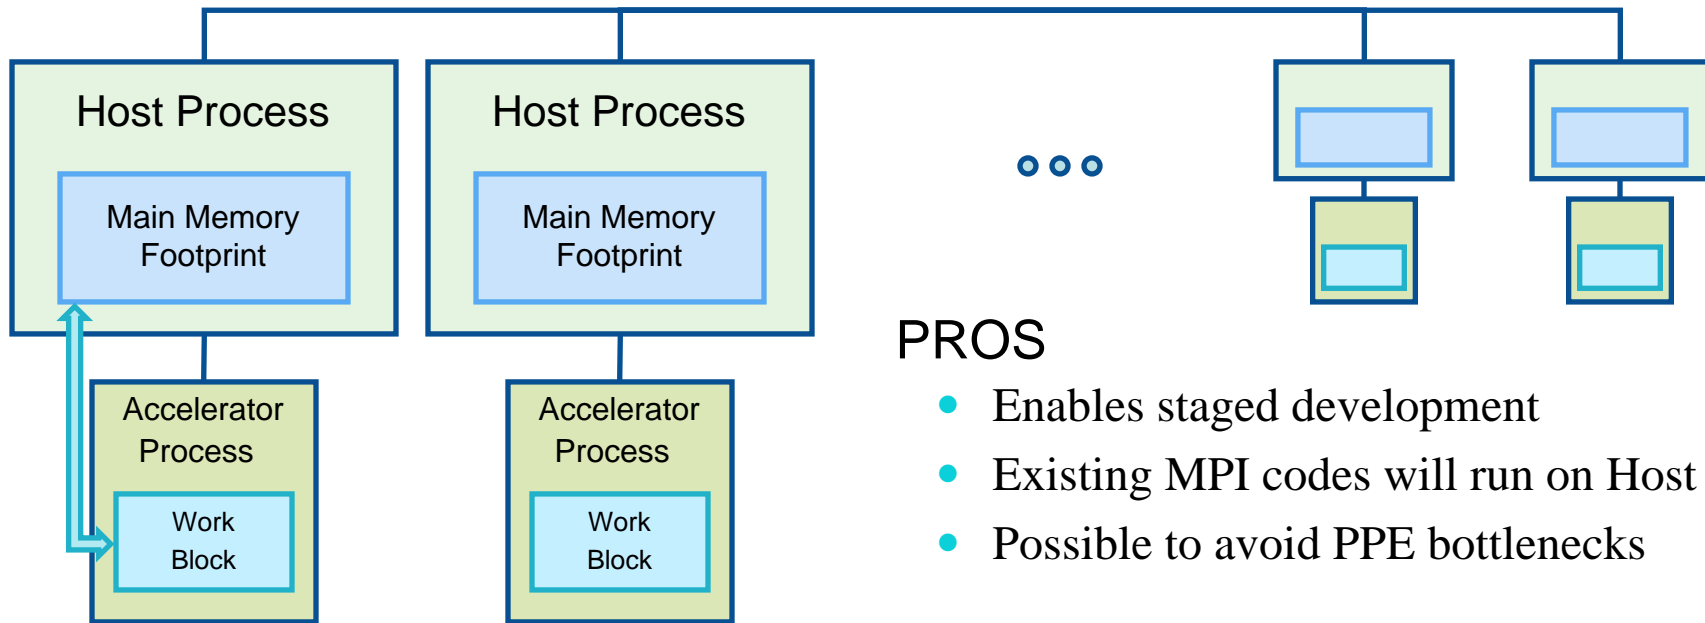 Host Process
Main Memory
Footprint
Accelerator
Process
Work
Block
Host Process
Main Memory
Footprint
Accelerator
Process
Work
Block
PROS
Enables staged development
Existing MPI codes will run on Host
Possible to avoid PPE bottlenecks